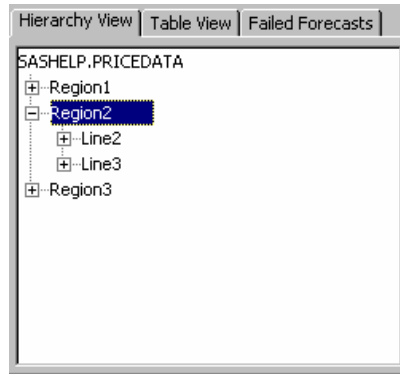 Hierarchy View Table View Failed Forecasts
SASHELP.PRICEDATA
Region1
Region2
Line2
Line3
Region3